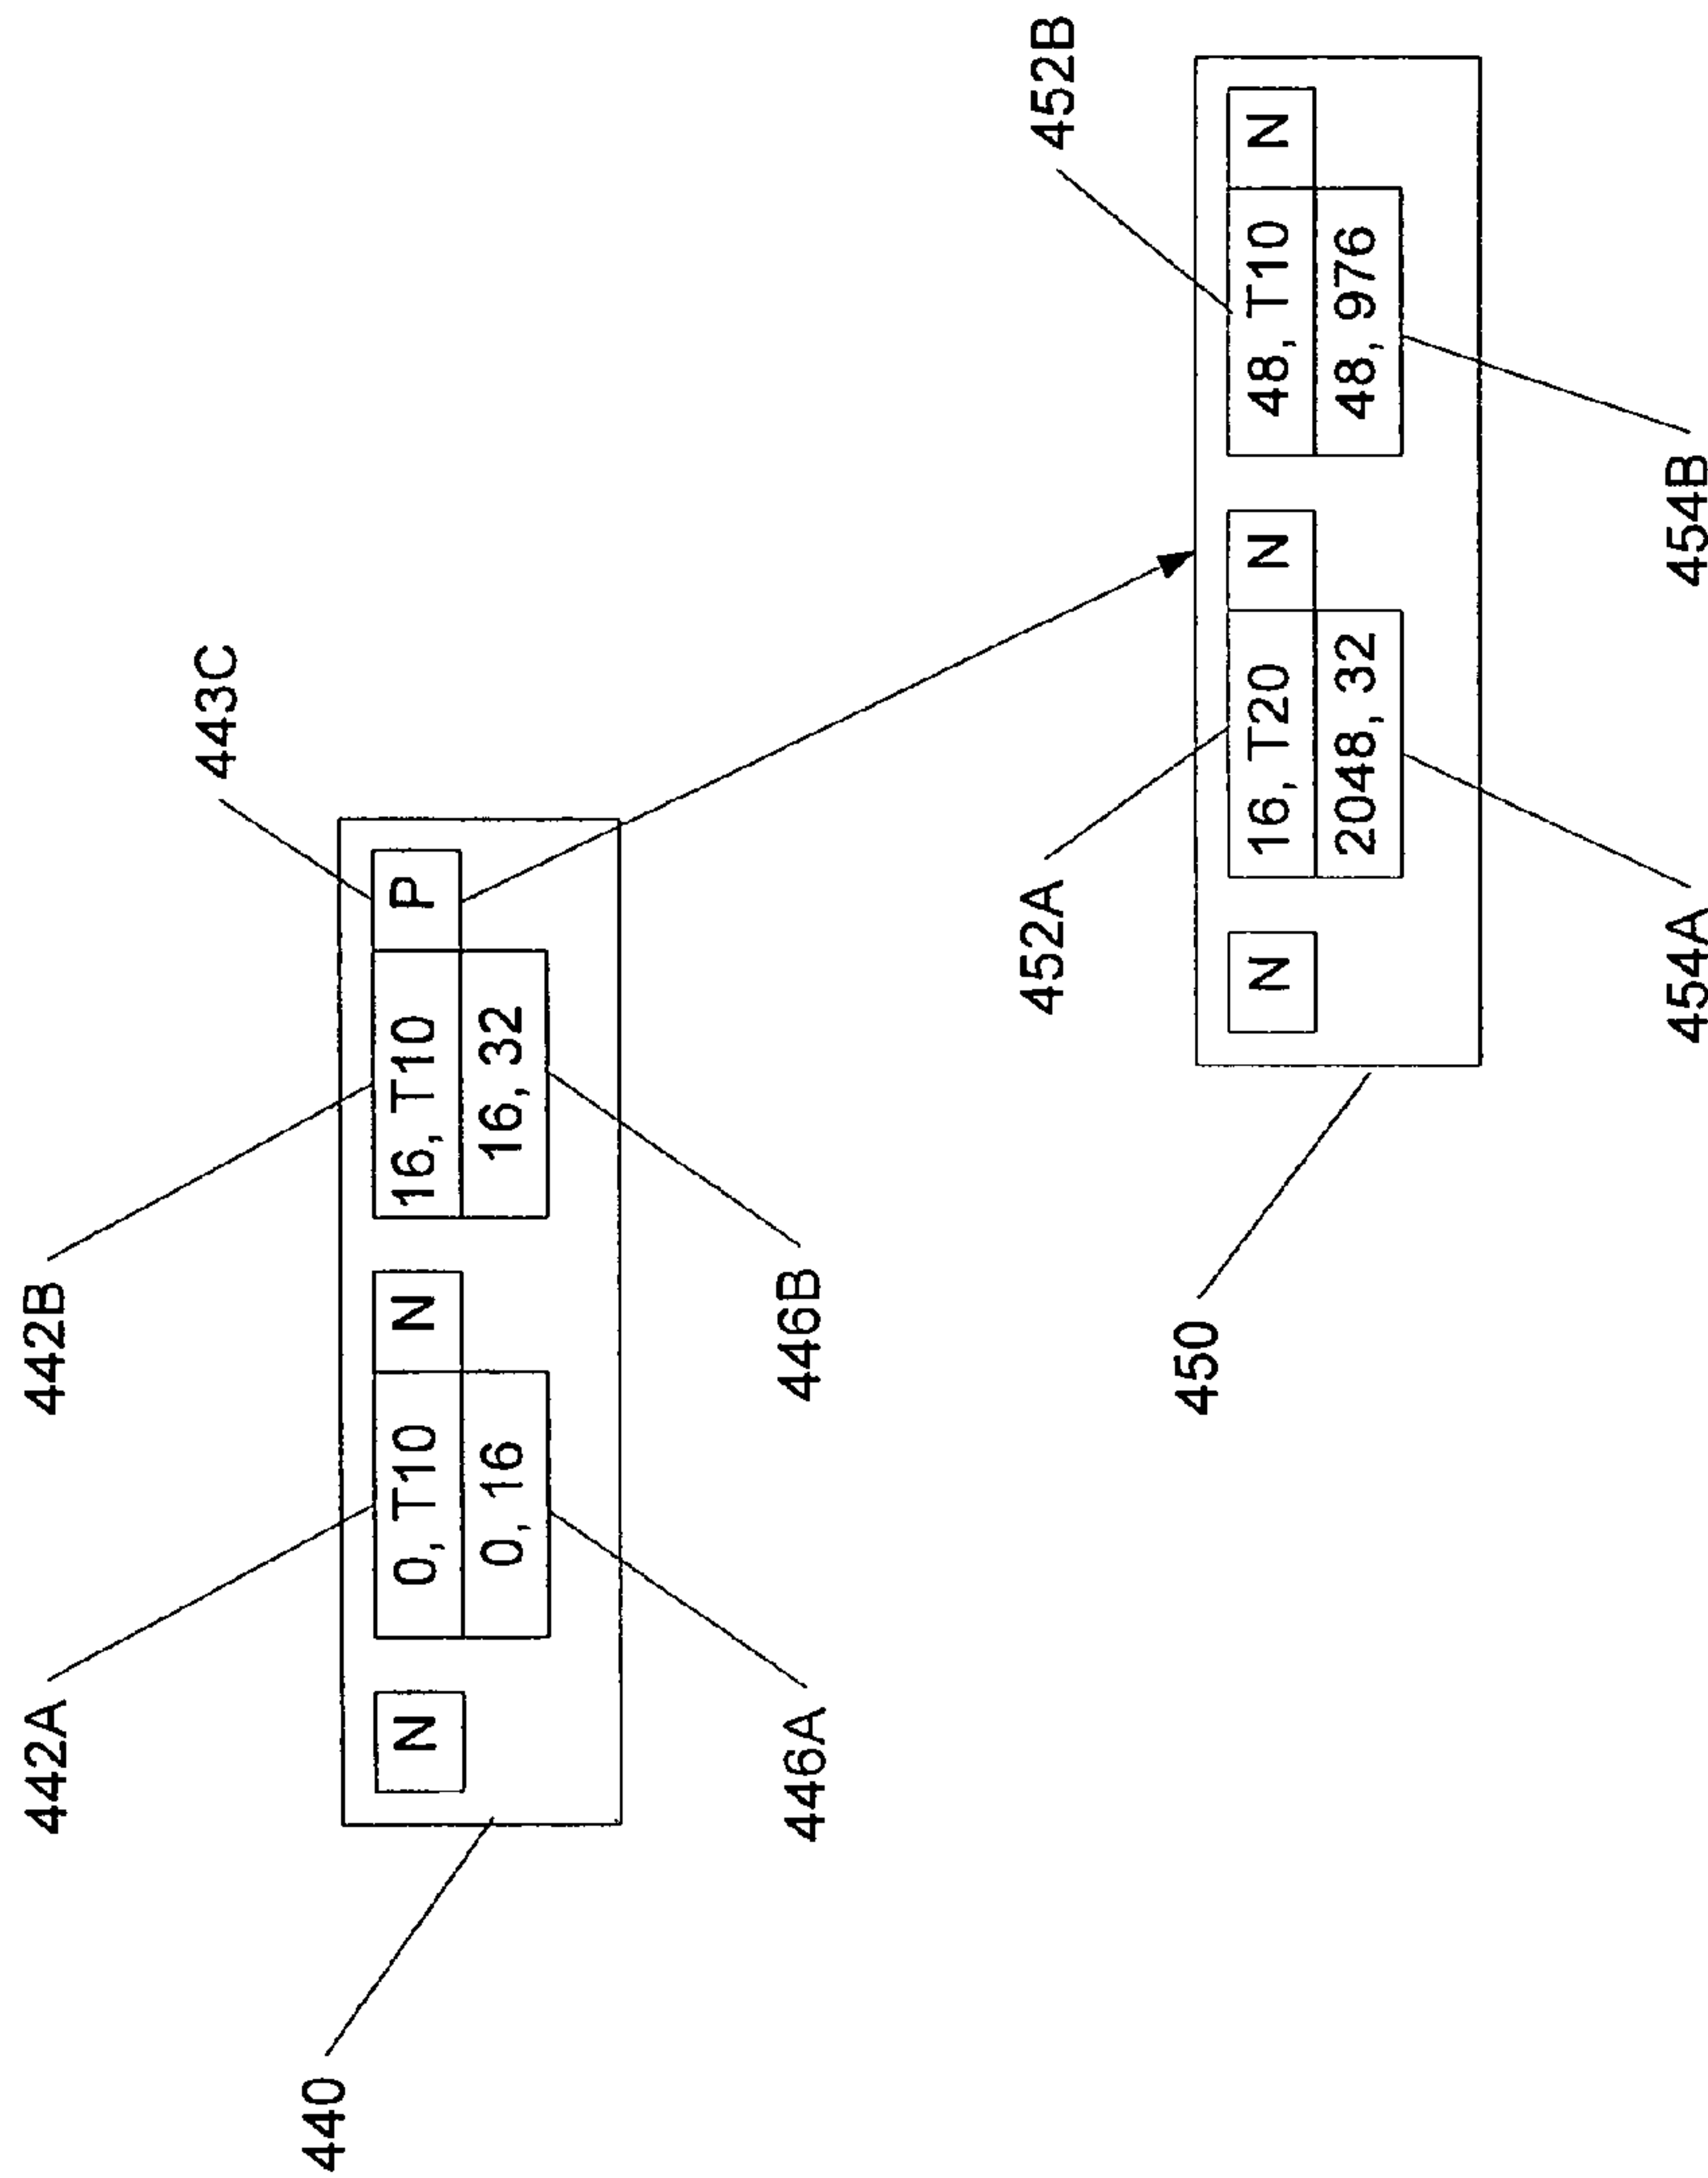 442A
442B
443C
N
0, T10
N
16, T10
P
0, 16
16, 32
440
446A
446B
452A
452B
N
16, T20
N
48, T10
N
2048, 32
48, 976
450
454A
454B